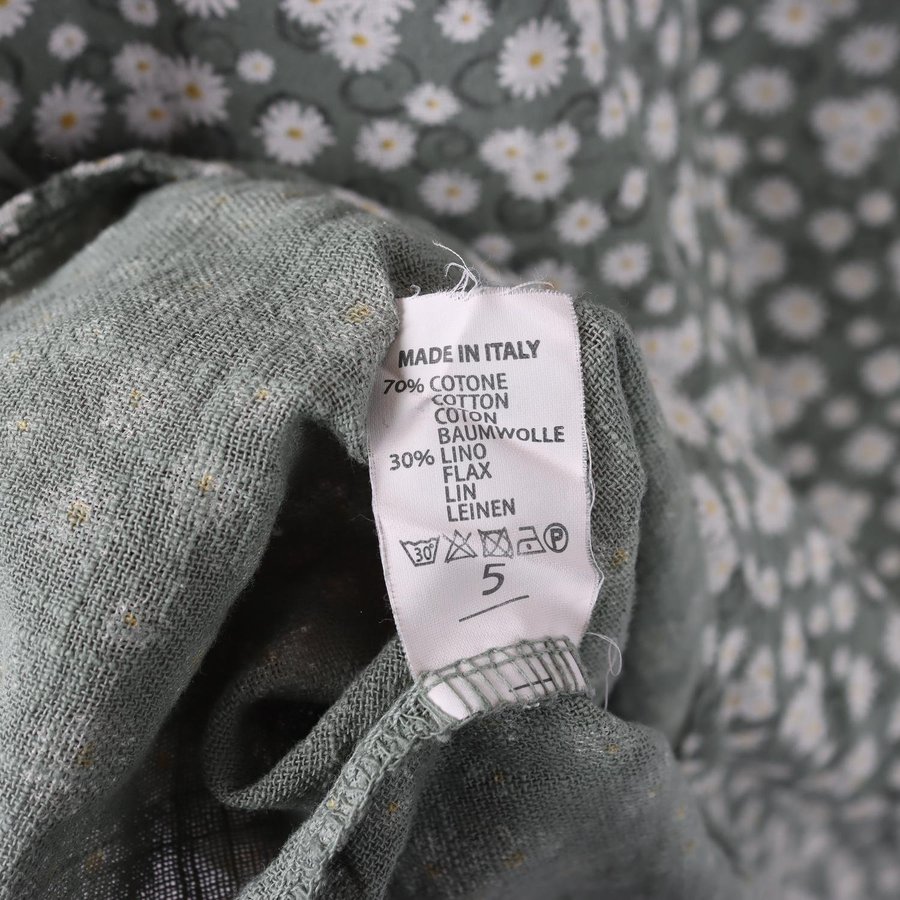 MADE IN ITALY
70% COTONE
COTTON
COTON
BAUMWOLLE
30% LINO
FLAX
LIN
LEINEN
30° P
5